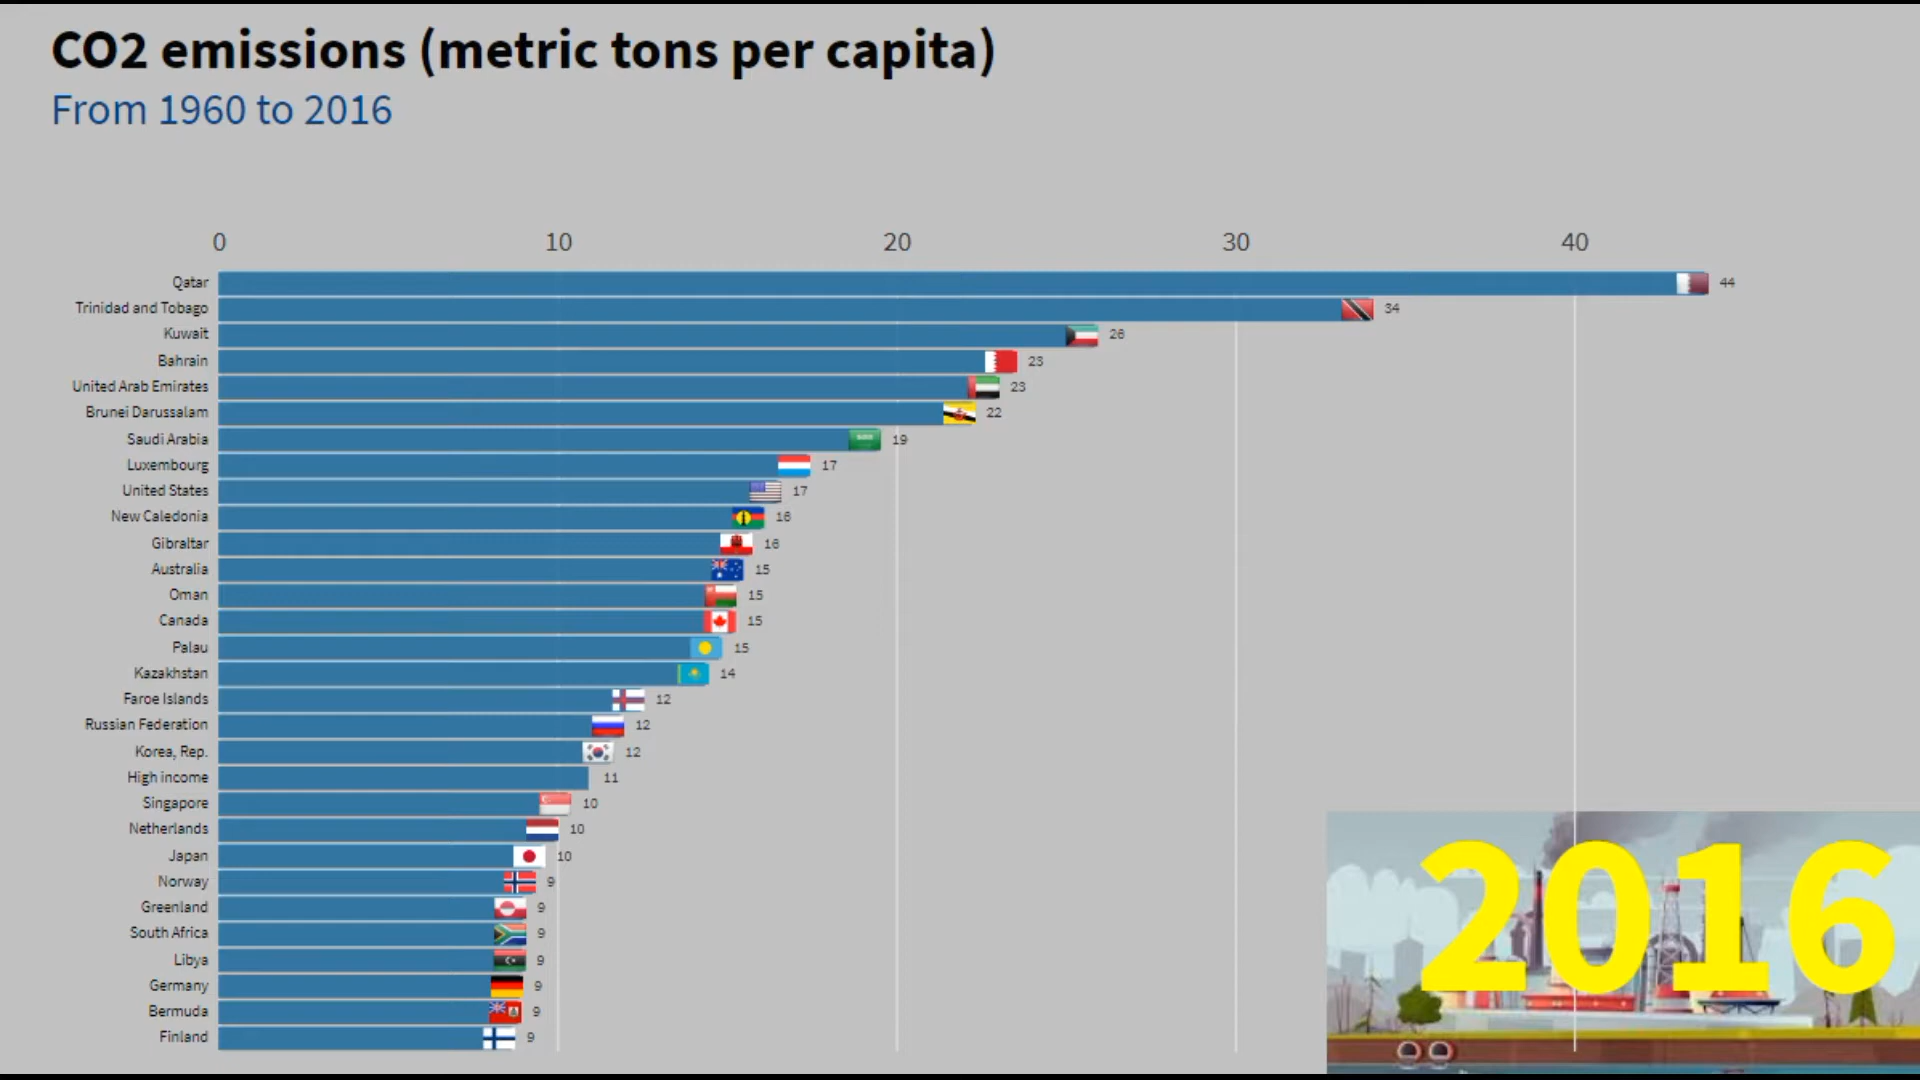 CO2 emissions (metric tons per capita)
From 1960 to 2016
0 10 20 30 40
Qatar 44
Trinidad and Tobago 34
Kuwait 26
Bahrain 23
United Arab Emirates 23
Brunei Darussalam 22
Saudi Arabia 19
Luxembourg 17
United States 17
New Caledonia 16
Gibraltar 16
Australia 15
Oman 15
Canada 15
Palau 15
Kazakhstan 14
Faroe Islands 12
Russian Federation 12
Korea, Rep. 12
High income 11
Singapore 10
Netherlands 10
Japan 10
Norway 9
Greenland 9
South Africa 9
Libya 9
Germany 9
Bermuda 9
Finland 9
2016